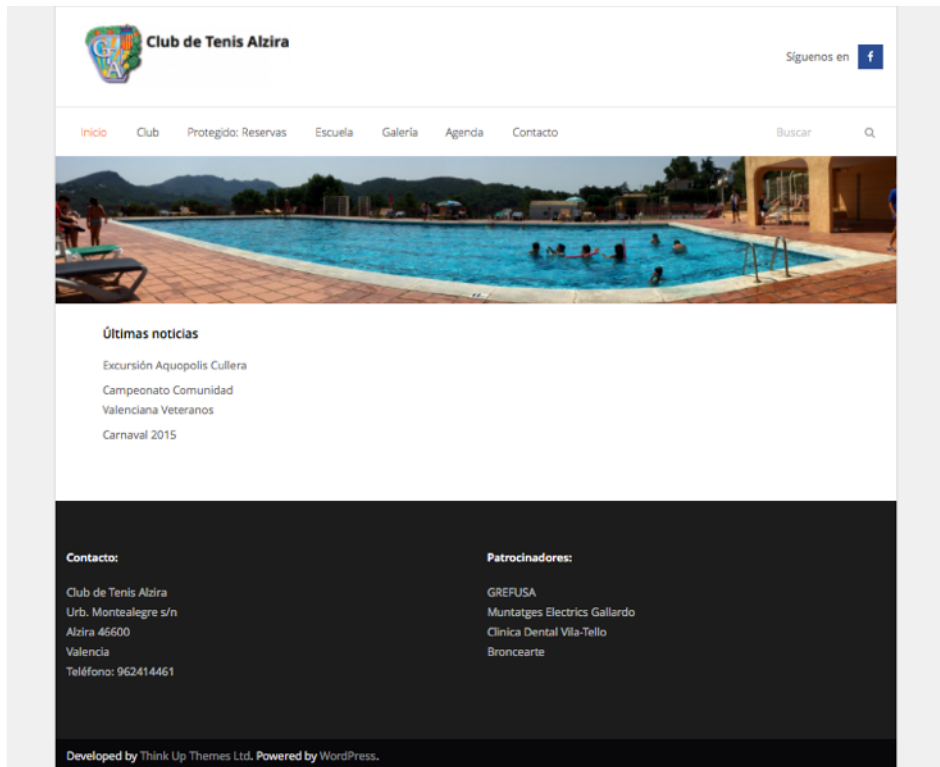 Club de Tenis Alzira
Síguenos en
Inicio Club Protegido: Reservas Escuela Galería Agenda Contacto Buscar
Últimas noticias
Excursión Aquopolis Cullera
Campeonato Comunidad
Valenciana Veteranos
Carnaval 2015
Contacto:
Club de Tenis Alzira
Urb. Montealegre s/n
Alzira 46600
Valencia
Teléfono: 962414461
Patrocinadores:
GREFUSA
Muntatges Electrics Gallardo
Clinica Dental Vila-Tello
Broncearte
Developed by Think Up Themes Ltd. Powered by WordPress.